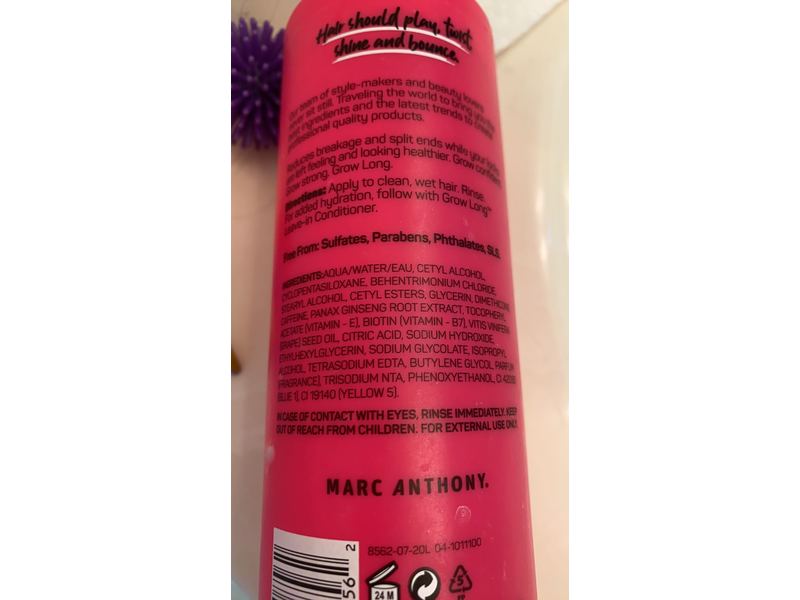 Hair should play, twist,
shine and bounce.
Our team of style-makers and beauty lovers
never sit still. Traveling the world to bring you the
best ingredients and the latest trends to create
professional quality products.
Reduces breakage and split ends while your locks
are left feeling and looking healthier. Grow confident.
Grow strong. Grow Long.
Directions: Apply to clean, wet hair. Rinse.
For added hydration, follow with Grow Long™
Leave-in Conditioner.
Free From: Sulfates, Parabens, Phthalates, SLS.
INGREDIENTS:AQUA/WATER/EAU, CETYL ALCOHOL,
CYCLOPENTASILOXANE, BEHENTRIMONIUM CHLORIDE,
STEARYL ALCOHOL, CETYL ESTERS, GLYCERIN, DIMETHICONE
CAFFEINE, PANAX GINSENG ROOT EXTRACT, TOCOPHERYL
ACETATE (VITAMIN - E), BIOTIN (VITAMIN - B7), VITIS VINIFERA
(GRAPE) SEED OIL, CITRIC ACID, SODIUM HYDROXIDE,
ETHYLHEXYLGLYCERIN, SODIUM GLYCOLATE, ISOPROPYL
ALCOHOL, TETRASODIUM EDTA, BUTYLENE GLYCOL, PARFUM
(FRAGRANCE), TRISODIUM NTA, PHENOXYETHANOL, CI 42090
(BLUE 1), CI 19140 (YELLOW 5).
IN CASE OF CONTACT WITH EYES, RINSE IMMEDIATELY. KEEP
OUT OF REACH FROM CHILDREN. FOR EXTERNAL USE ONLY.
MARC ANTHONY.
8562-07-20L 04-1011100
56 2
24 M
5
PP